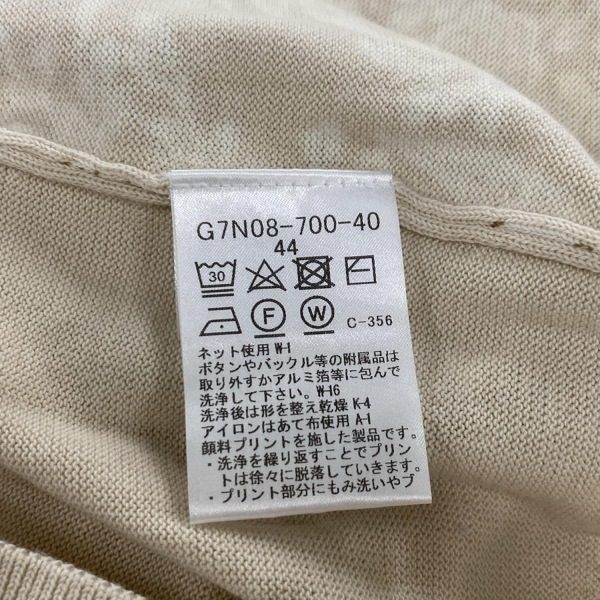 G7N08-700-40
44
30
F W C-356
ネット使用 W-1
ボタンやバックル等の附属品は
取り外すかアルミ箔等に包んで
洗浄して下さい。W-16
洗浄後は形を整え乾燥 K-4
アイロンはあて布使用 A-1
顔料プリントを施した製品です。
・洗浄を繰り返すことでプリン
トは徐々に脱落していきます。
・プリント部分にもみ洗いやブ